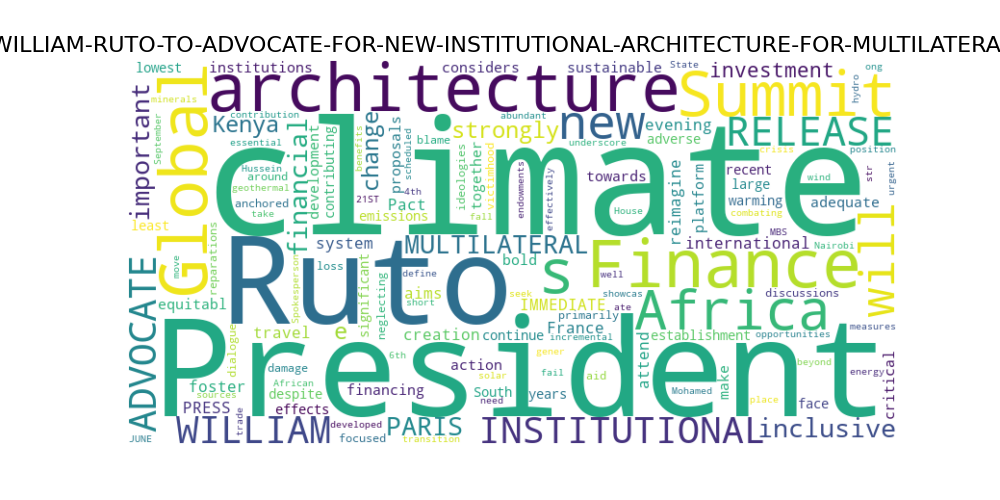 WILLIAM-RUTO-TO-ADVOCATE-FOR-NEW-INSTITUTIONAL-ARCHITECTURE-FOR-MULTILATERA
lowest institutions considers sustainable State ong
minerals architecture Summit investment hydro
September Global contribution abundant
important Kenya change proposals strongly new evening RELEASE
essential blame underscore adverse crisis position
climate
Hussein financial development contributing ideologies victimhood together endowments effectively towards reimagine platform recent wind str urgent
around geothermal benefits scheduled large
anchored take 21ST Pact 4th fall House warming adequate
least emissions combating
reparations system MULTILATERAL international MBS Nairobi will
move loss bold
Ruto s Finance
ADVOCATE Spokesperson significant neglecting define aims short seek well showcas discussions
equitabl IMMEDIATE ate Africa
dialogue travel e creation continue primarily France incremental establishment opportunities measures
President
damage 6th action attend beyond critical
foster African solar gener fail aid make energy
sources despite financing South years Mohamed place face
PRESS effects need
JUNE WILLIAM trade developed focused PARIS transition INSTITUTIONAL inclusive